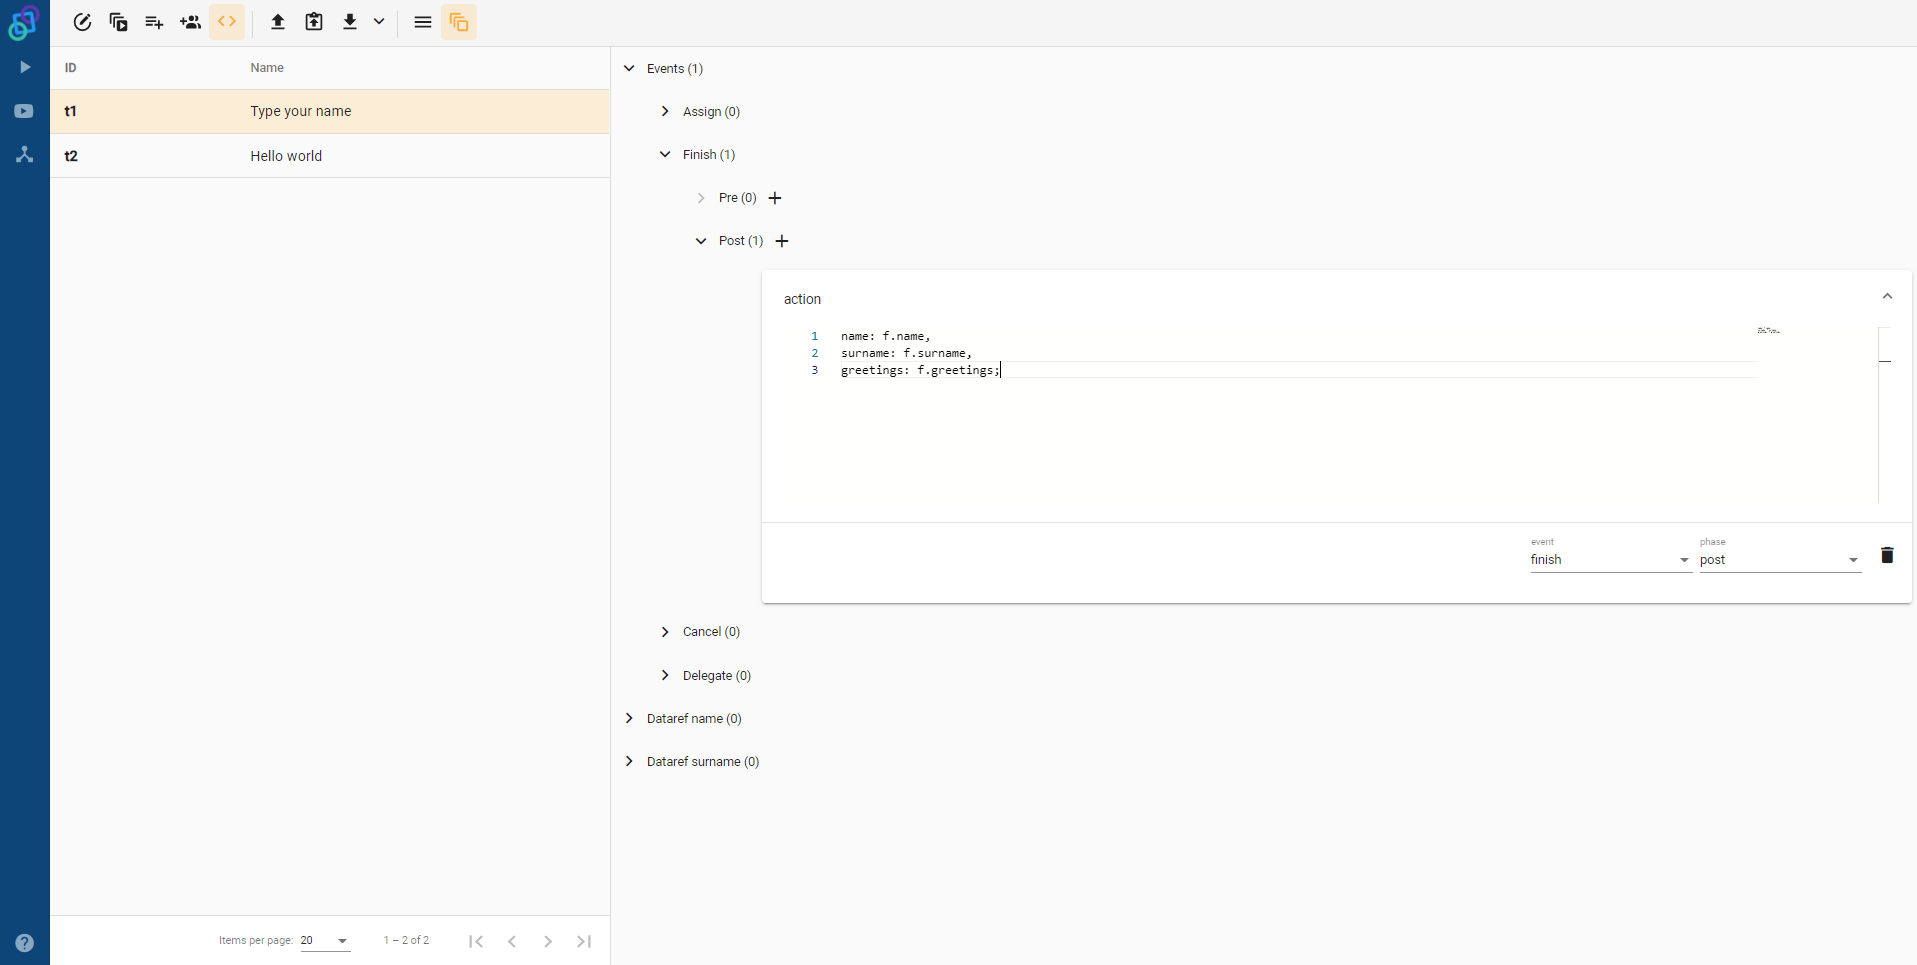 ID Name
t1 Type your name
t2 Hello world
Items per page: 20 1 – 2 of 2
Events (1)
Assign (0)
Finish (1)
Pre (0)
Post (1)
action
1 name: f.name,
2 surname: f.surname,
3 greetings: f.greetings;
event
finish
phase
post
Cancel (0)
Delegate (0)
Dataref name (0)
Dataref surname (0)